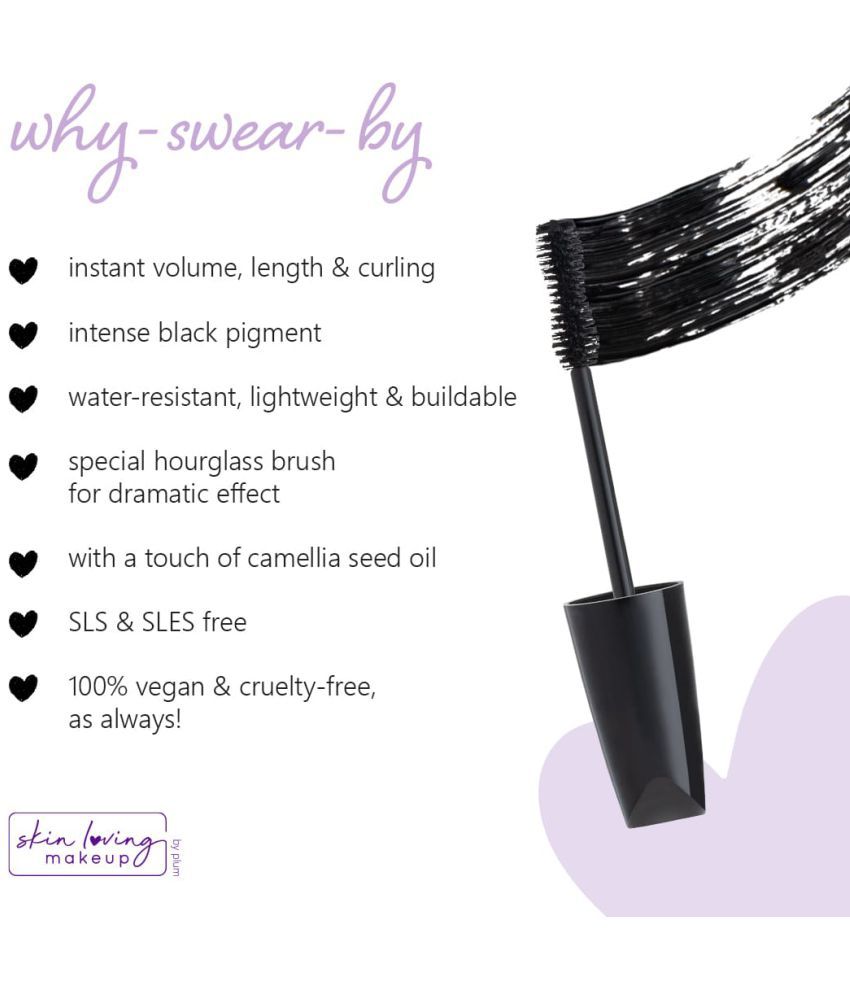 why-swear-by
instant volume, length & curling
intense black pigment
water-resistant, lightweight & buildable
special hourglass brush
for dramatic effect
with a touch of camellia seed oil
SLS & SLES free
100% vegan & cruelty-free,
as always!
skin loving
makeup
by plum